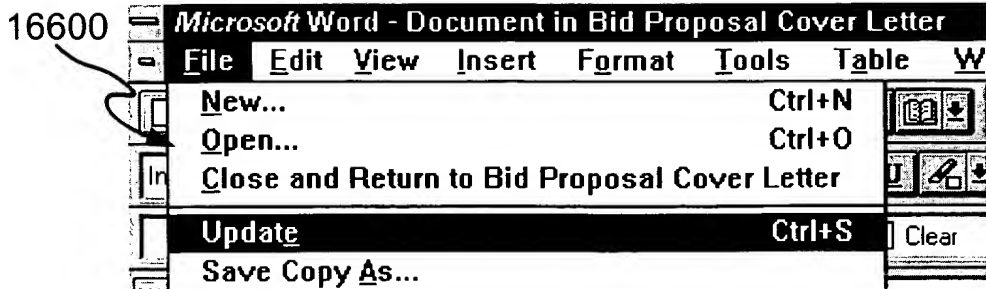 16600
Microsoft Word - Document in Bid Proposal Cover Letter
File Edit View Insert Format Tools Table W
New... Ctrl+N
Open... Ctrl+O
In
Close and Return to Bid Proposal Cover Letter U
Update Ctrl+S Clear
Save Copy As...